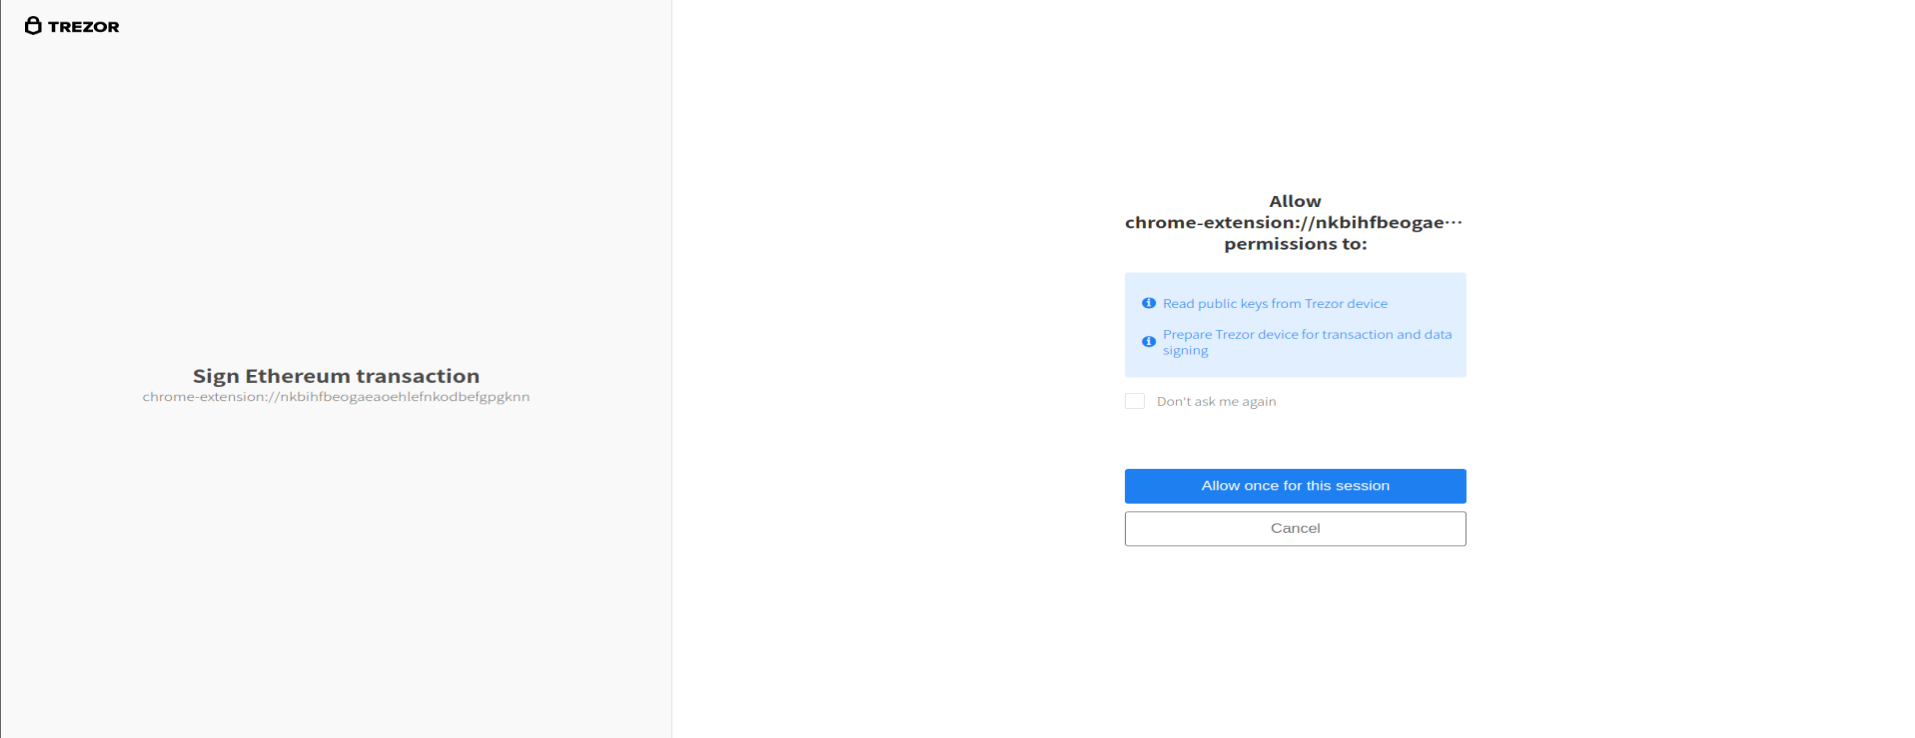 TREZOR
Sign Ethereum transaction
chrome-extension://nkbihfbeogaeaoehlefnkodbefgpgknn
Allow
chrome-extension://nkbihfbeogae···
permissions to:
Read public keys from Trezor device
Prepare Trezor device for transaction and data
signing
Don't ask me again
Allow once for this session
Cancel